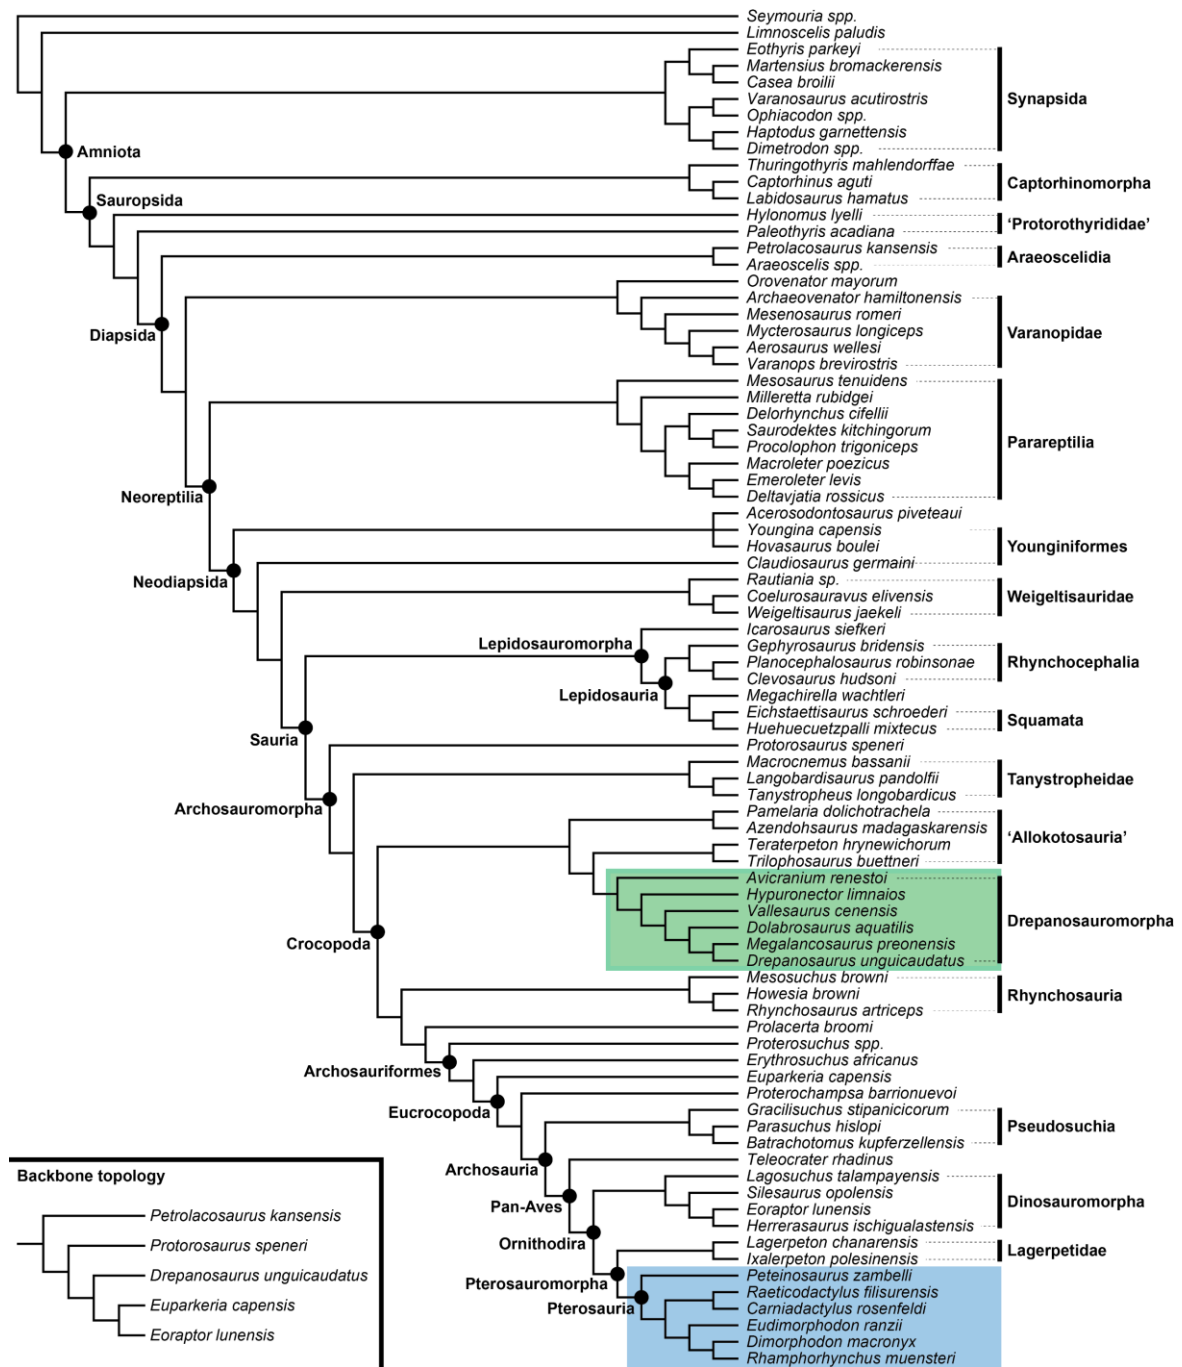 Seymouria spp.
Limnoscelis paludis
Eothyris parkeyi
Martensius bromackerensis
Casea broilii
Varanosaurus acutirostris
Synapsida
Ophiacodon spp.
Haptodus garnettensis
Dimetrodon spp.
Amniota
Thuringothyris mahlendorffae
Captorhinus aguti
Captorhinomorpha
Labidosaurus hamatus
Sauropsida
Hylonomus lyelli
'Protorothyrididae'
Paleothyris acadiana
Petrolacosaurus kansensis
Araeoscelidia
Araeoscelis spp.
Orovenator mayorum
Archaeovenator hamiltonensis
Mesenosaurus romeri
Diapsida
Mycterosaurus longiceps
Varanopidae
Aerosaurus wellesi
Varanops brevirostris
Mesosaurus tenuidens
Milleretta rubidgei
Delorhynchus cifellii
Saurodektes kitchingorum
Parareptilia
Procolophon trigoniceps
Macroleter poezicus
Emeroleter levis
Deltavjatia rossicus
Neoreptilia
Acerosodontosaurus piveteaui
Youngina capensis
Younginiformes
Hovasaurus boulei
Claudiosaurus germaini
Neodiapsida
Rautiania sp.
Coelurosauravus elivensis
Weigeltisauridae
Weigeltisaurus jaekeli
Icarosaurus siefkeri
Lepidosauromorpha
Gephyrosaurus bridensis
Planocephalosaurus robinsonae
Rhynchocephalia
Clevosaurus hudsoni
Lepidosauria
Megachirella wachtleri
Eichstaettisaurus schroederi
Squamata
Huehuecuetzpalli mixtecus
Sauria
Protorosaurus speneri
Macrocnemus bassanii
Langobardisaurus pandolfii
Tanystropheidae
Tanystropheus longobardicus
Archosauromorpha
Pamelaria dolichotrachela
Azendohsaurus madagaskarensis
'Allokotosauria'
Teraterpeton hrynewichorum
Trilophosaurus buettneri
Avicranium renestoi
Hypuronector limnaios
Vallesaurus cenensis
Drepanosauromorpha
Dolabrosaurus aquatilis
Megalancosaurus preonensis
Crocopoda
Drepanosaurus unguicaudatus
Mesosuchus browni
Howesia browni
Rhynchosauria
Rhynchosaurus artriceps
Prolacerta broomi
Proterosuchus spp.
Erythrosuchus africanus
Archosauriformes
Euparkeria capensis
Proterochampsa barrionuevoi
Eucrocopoda
Gracilisuchus stipanicicorum
Parasuchus hislopi
Pseudosuchia
Batrachotomus kupferzellensis
Teleocrater rhadinus
Archosauria
Lagosuchus talampayensis
Silesaurus opolensis
Dinosauromorpha
Pan-Aves
Eoraptor lunensis
Herrerasaurus ischigualastensis
Ornithodira
Lagerpeton chanarensis
Lagerpetidae
Ixalerpeton polesinensis
Pterosauromorpha
Peteinosaurus zambelli
Raeticodactylus filisurensis
Pterosauria
Carniadactylus rosenfeldi
Eudimorphodon ranzii
Dimorphodon macronyx
Rhamphorhynchus muensteri
Backbone topology
Petrolacosaurus kansensis
Protorosaurus speneri
Drepanosaurus unguicaudatus
Euparkeria capensis
Eoraptor lunensis